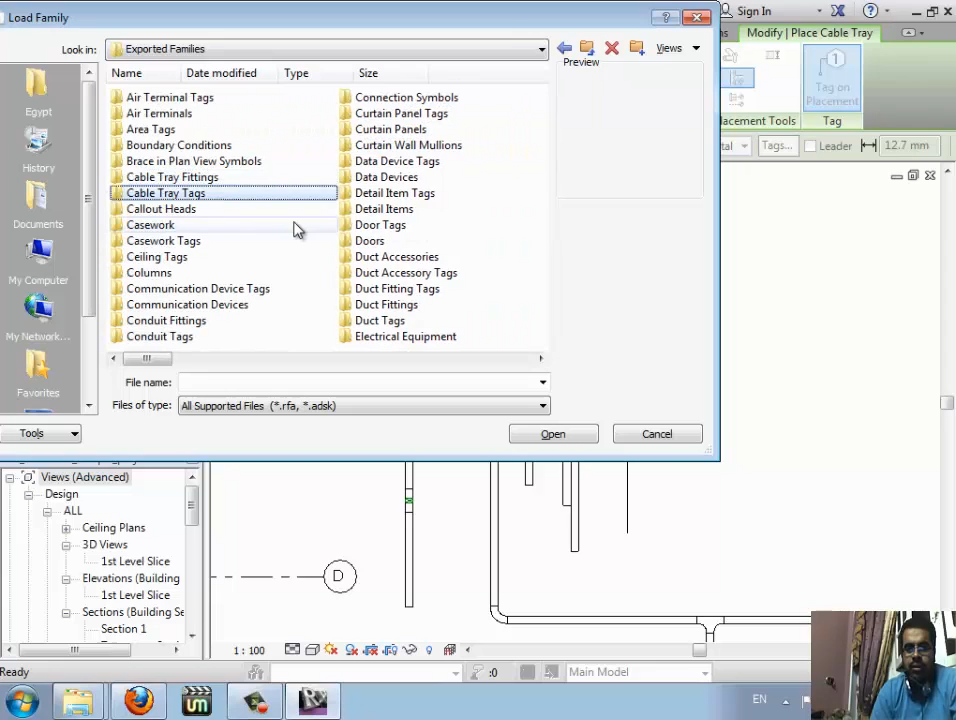 Load Family
Sign In
Modify | Place Cable Tray
Look in:
Exported Families
Views
Preview
Name
Date modified
Type
Size
Tag on
Placement
Tag
Tags...
Leader
12.7 mm
Egypt
History
Documents
My Computer
My Network...
Favorites
Air Terminal Tags
Air Terminals
Area Tags
Boundary Conditions
Brace in Plan View Symbols
Cable Tray Fittings
Cable Tray Tags
Callout Heads
Casework
Casework Tags
Ceiling Tags
Columns
Communication Device Tags
Communication Devices
Conduit Fittings
Conduit Tags
Connection Symbols
Curtain Panel Tags
Curtain Panels
Curtain Wall Mullions
Data Device Tags
Data Devices
Detail Item Tags
Detail Items
Door Tags
Doors
Duct Accessories
Duct Accessory Tags
Duct Fitting Tags
Duct Fittings
Duct Tags
Electrical Equipment
File name:
Files of type:
All Supported Files (*.rfa, *.adsk)
Tools
Open
Cancel
Views (Advanced)
Design
ALL
Ceiling Plans
3D Views
1st Level Slice
Elevations (Building
1st Level Slice
Sections (Building Se
Section 1
D
1 : 100
Ready
:0
Main Model
EN